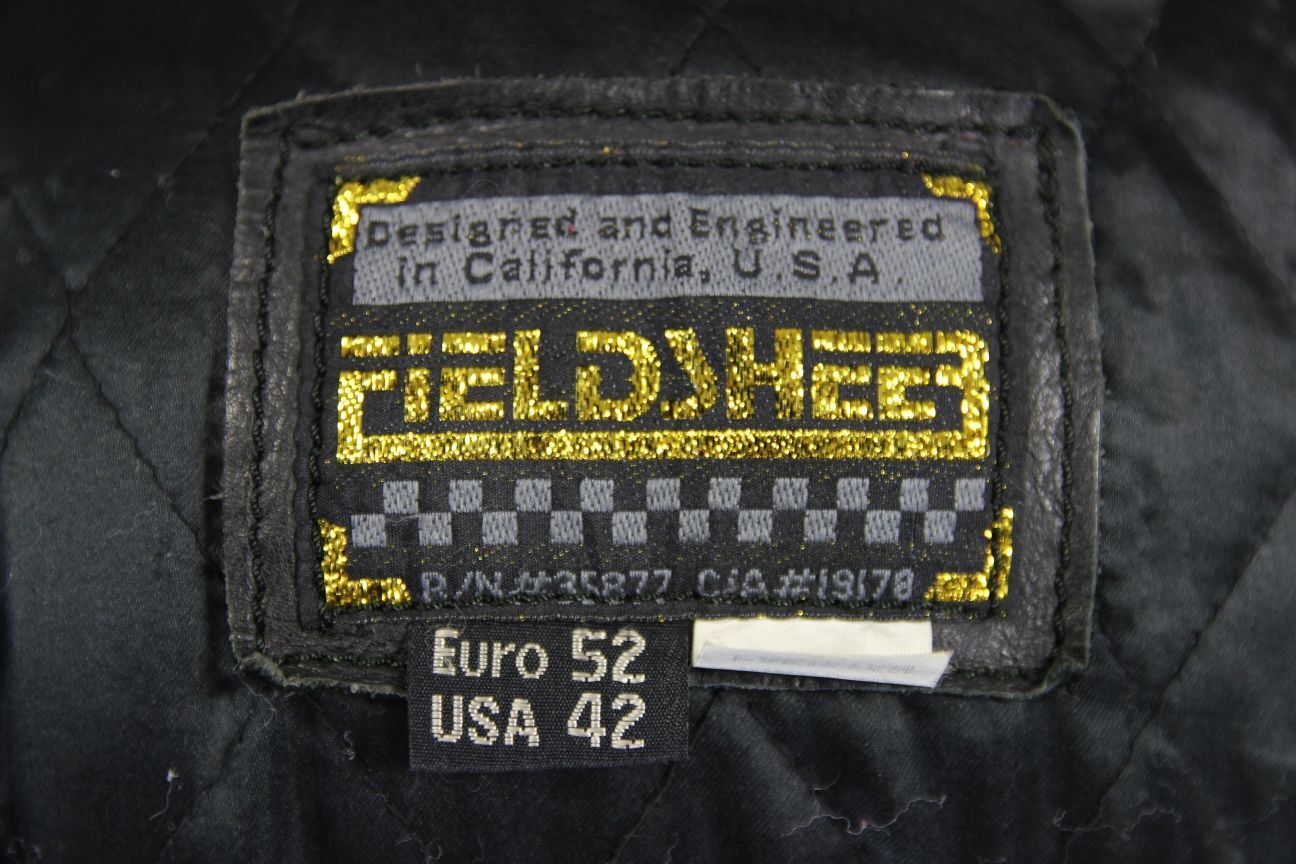 Designed and Engineered
in California, U.S.A.
FIELDSHEER
R/N.#35877 C/A.#19178
Euro 52
USA 42